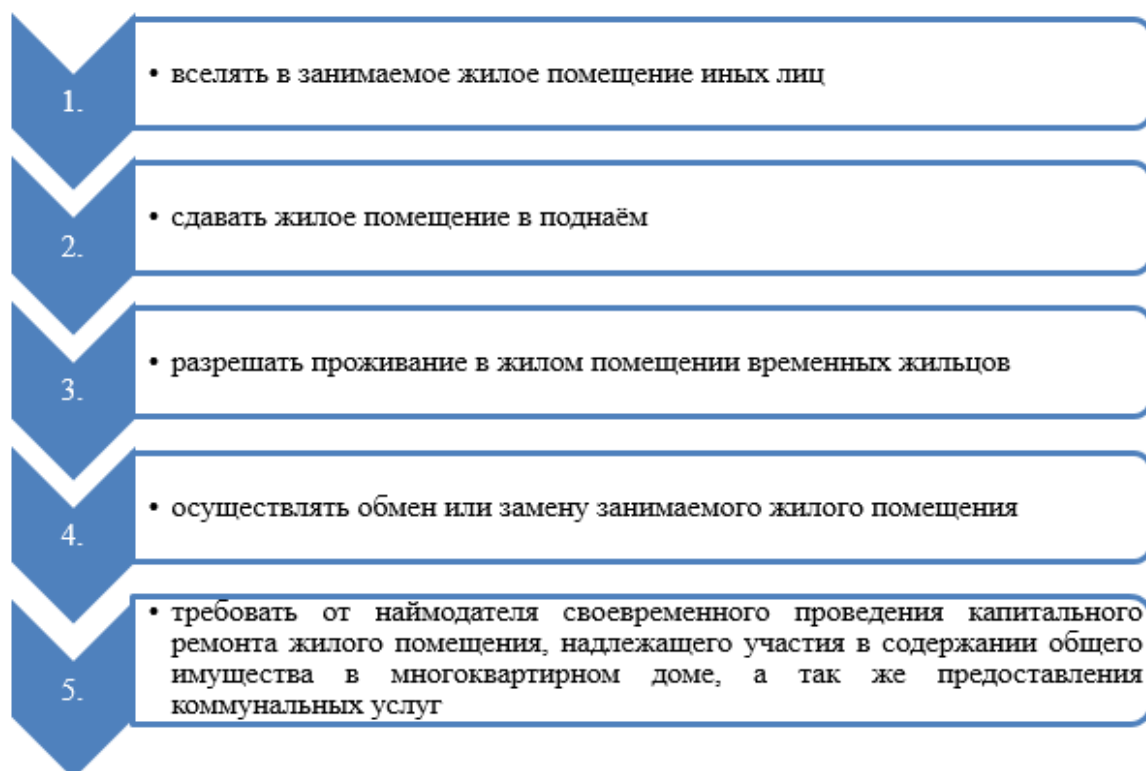 1.
• вселять в занимаемое жилое помещение иных лиц
2.
• сдавать жилое помещение в поднаём
3.
• разрешать проживание в жилом помещении временных жильцов
4.
• осуществлять обмен или замену занимаемого жилого помещения
5.
• требовать от наймодателя своевременного проведения капитального
ремонта жилого помещения, надлежащего участия в содержании общего
имущества в многоквартирном доме, а так же предоставления
коммунальных услуг